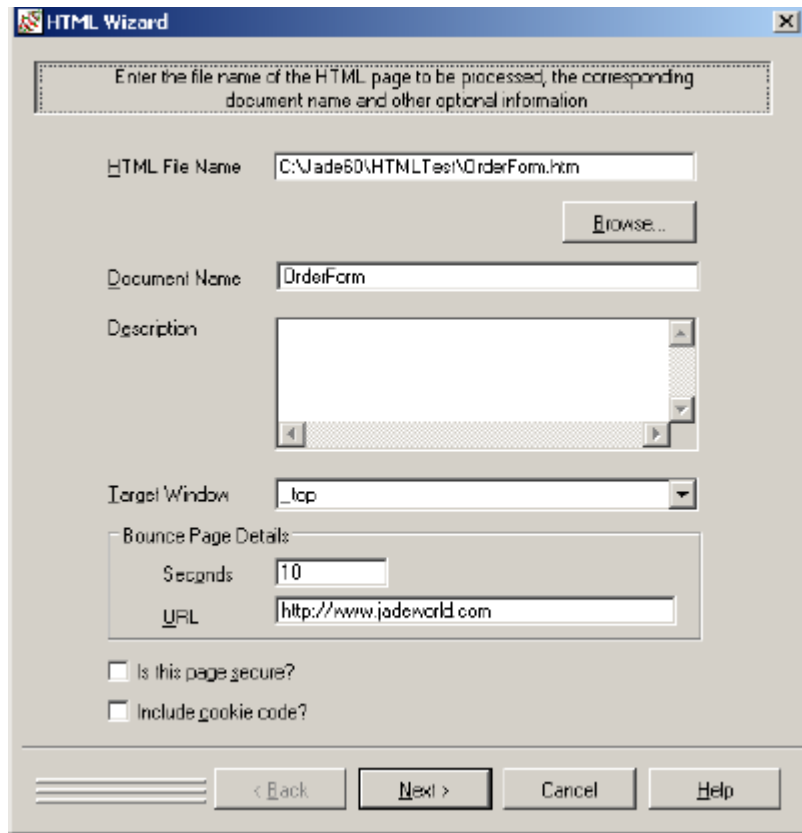 HTML Wizard
Enter the file name of the HTML page to be processed, the corresponding
document name and other optional information
HTML File Name C:\Jade60\HTMLTest\OrderForm.htm
Browse...
Document Name OrderForm
Description
Target Window _top
Bounce Page Details
Seconds 10
URL http://www.jadeworld.com
Is this page secure?
Include cookie code?
< Back Next > Cancel Help